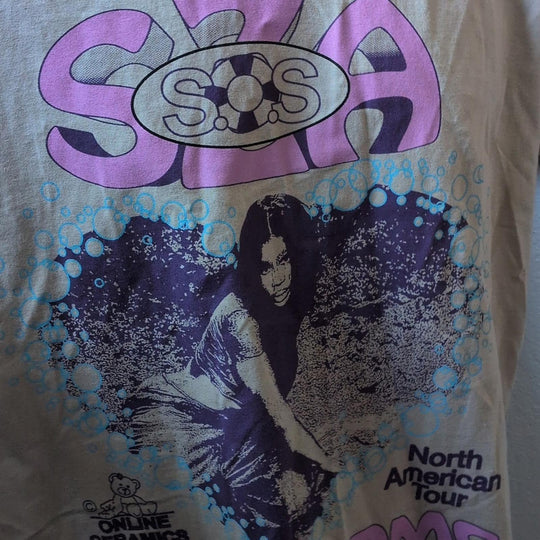 SZA
S.O.S
North
American
Tour
ONLINE
CERAMICS